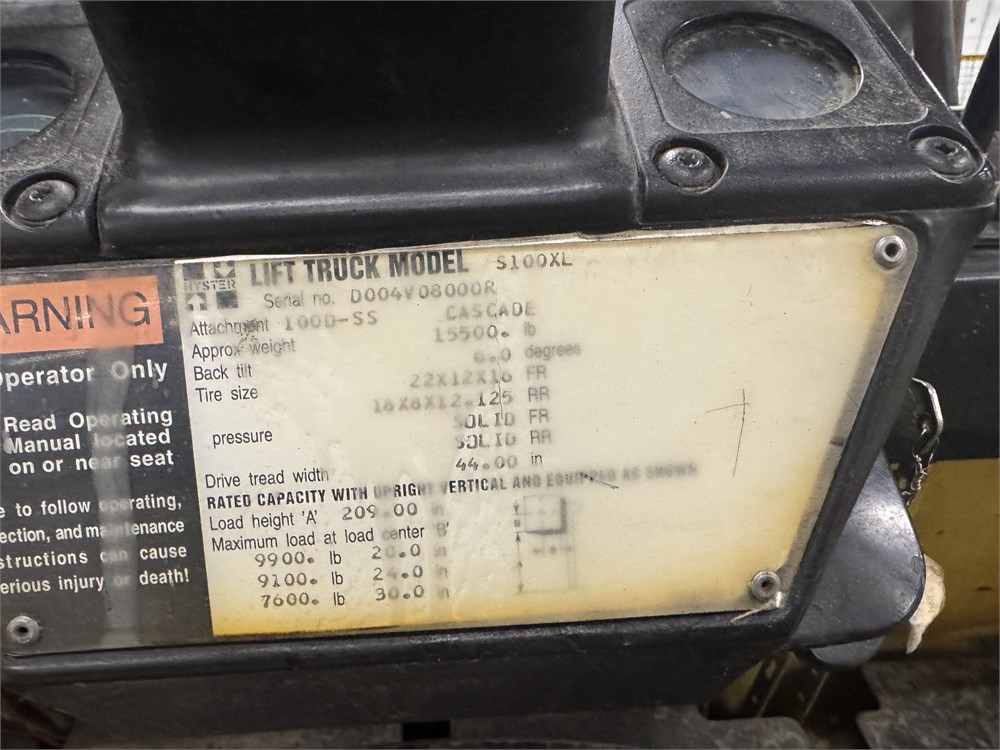 ARNING
Operator Only
Read Operating
Manual located
on or near seat
e to follow operating,
ection, and maintenance
structions can cause
erious injury or death!
HYSTER
LIFT TRUCK MODEL S100XL
Serial no. D004V08000R
Attachment 100D-SS CASCADE
Approx weight 15500. lb
Back tilt 6.0 degrees
Tire size 22X12X16 FR
18X8X12.125 RR
pressure SOLID FR
SOLID RR
Drive tread width 44.00 in
RATED CAPACITY WITH UPRIGHT VERTICAL AND EQUIPPED AS SHOWN
Load height 'A' 209.00 in
Maximum load at load center 'B'
9900. lb 20.0 in
9100. lb 24.0 in
7600. lb 30.0 in
B
A